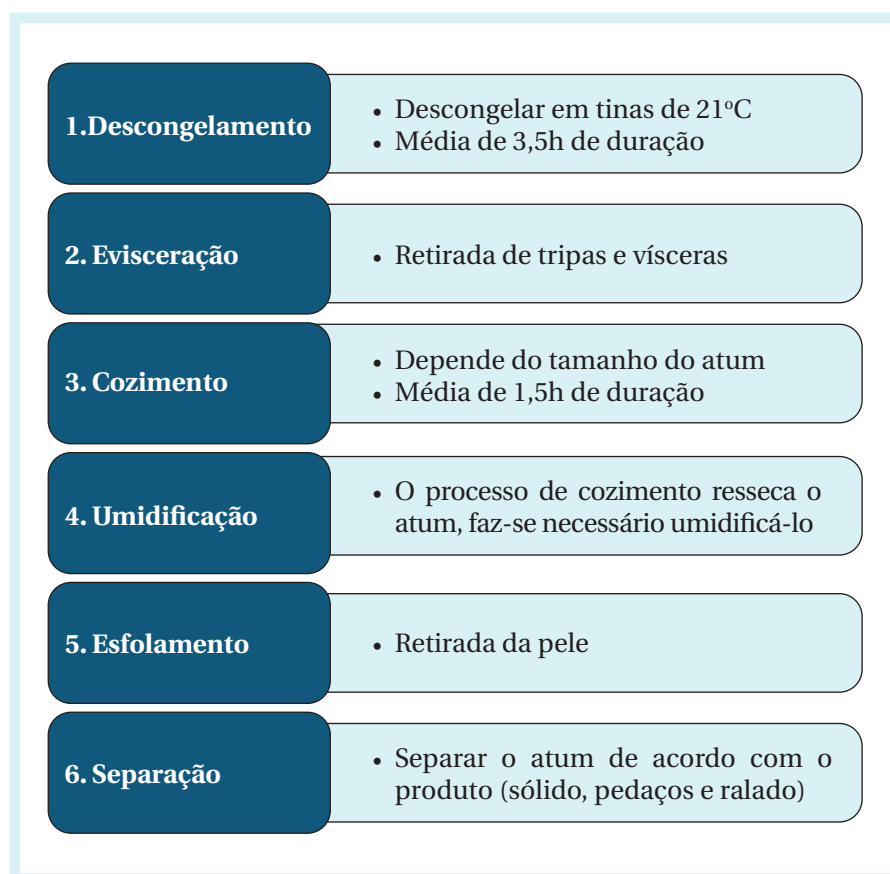 1.Descongelamento
• Descongelar em tinas de 21ºC
• Média de 3,5h de duração
2. Evisceração
• Retirada de tripas e vísceras
3. Cozimento
• Depende do tamanho do atum
• Média de 1,5h de duração
4. Umidificação
• O processo de cozimento resseca o
atum, faz-se necessário umidificá-lo
5. Esfolamento
• Retirada da pele
6. Separação
• Separar o atum de acordo com o
produto (sólido, pedaços e ralado)